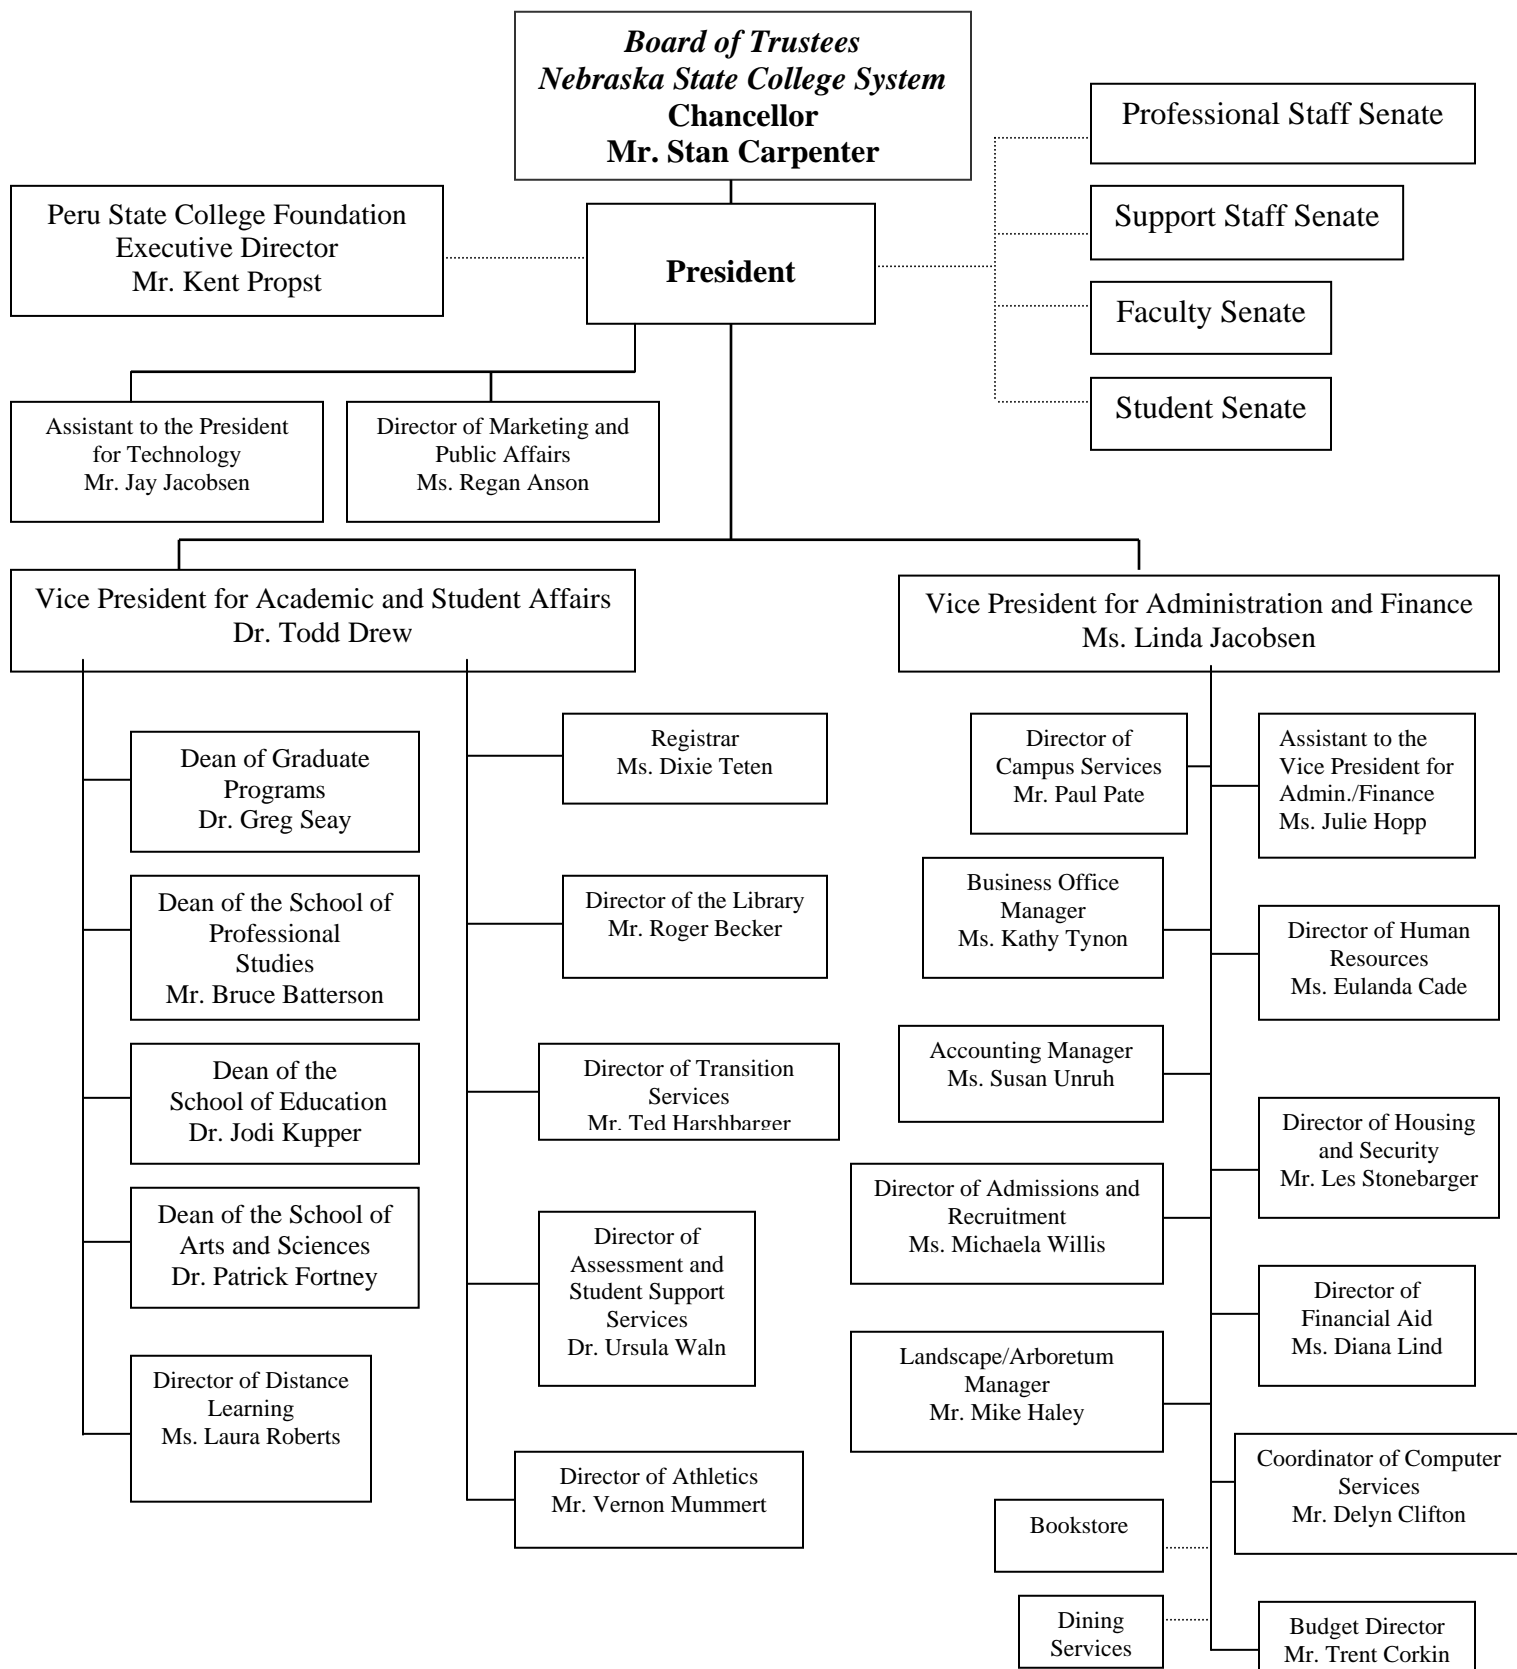 Board of Trustees
Nebraska State College System
Chancellor
Mr. Stan Carpenter
Professional Staff Senate
Support Staff Senate
Faculty Senate
Student Senate
Peru State College Foundation
Executive Director
Mr. Kent Propst
President
Assistant to the President
for Technology
Mr. Jay Jacobsen
Director of Marketing and
Public Affairs
Ms. Regan Anson
Vice President for Academic and Student Affairs
Dr. Todd Drew
Vice President for Administration and Finance
Ms. Linda Jacobsen
Dean of Graduate
Programs
Dr. Greg Seay
Dean of the School of
Professional
Studies
Mr. Bruce Batterson
Dean of the
School of Education
Dr. Jodi Kupper
Dean of the School of
Arts and Sciences
Dr. Patrick Fortney
Director of Distance
Learning
Ms. Laura Roberts
Registrar
Ms. Dixie Teten
Director of the Library
Mr. Roger Becker
Director of Transition
Services
Mr. Ted Harshbarger
Director of
Assessment and
Student Support
Services
Dr. Ursula Waln
Director of Athletics
Mr. Vernon Mummert
Director of
Campus Services
Mr. Paul Pate
Business Office
Manager
Ms. Kathy Tynon
Accounting Manager
Ms. Susan Unruh
Director of Admissions and
Recruitment
Ms. Michaela Willis
Landscape/Arboretum
Manager
Mr. Mike Haley
Bookstore
Dining
Services
Assistant to the
Vice President for
Admin./Finance
Ms. Julie Hopp
Director of Human
Resources
Ms. Eulanda Cade
Director of Housing
and Security
Mr. Les Stonebarger
Director of
Financial Aid
Ms. Diana Lind
Coordinator of Computer
Services
Mr. Delyn Clifton
Budget Director
Mr. Trent Corkin